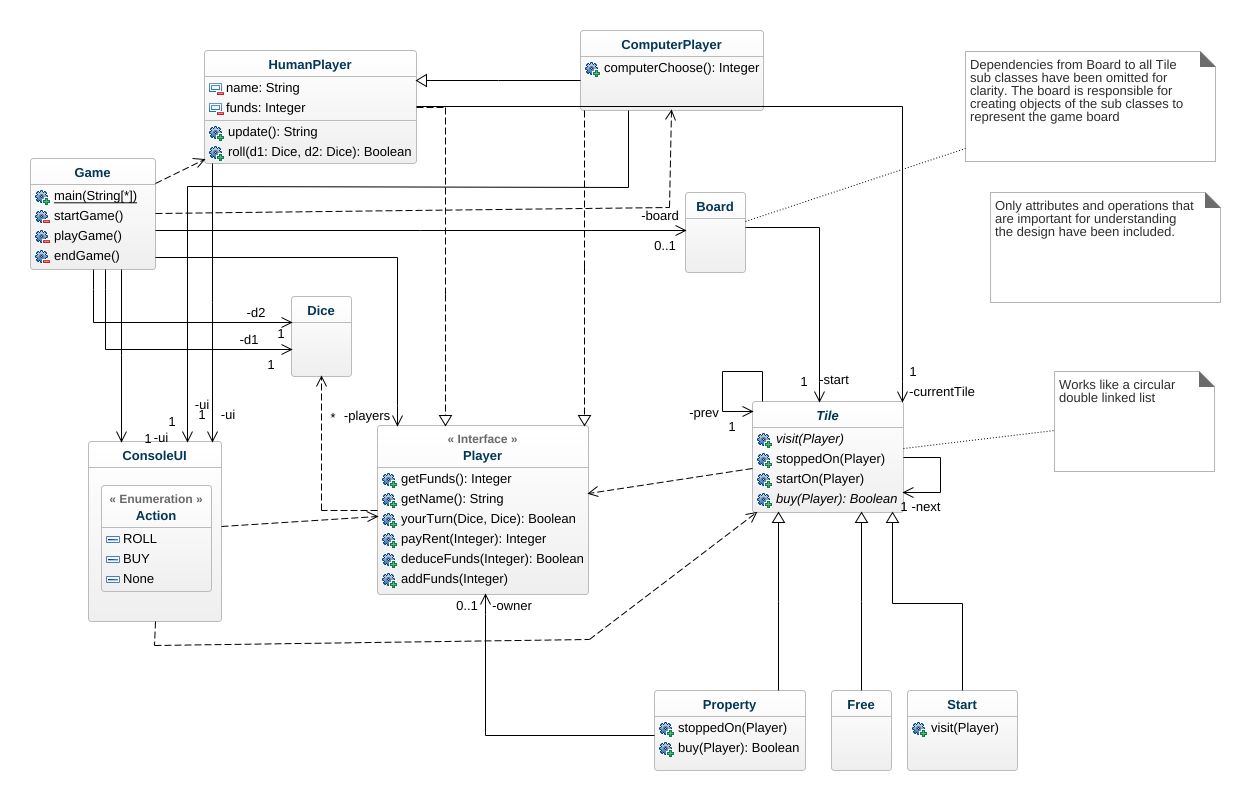 ComputerPlayer
computerChoose(): Integer
HumanPlayer
name: String
funds: Integer
update(): String
roll(d1: Dice, d2: Dice): Boolean
Dependencies from Board to all Tile
sub classes have been omitted for
clarity. The board is responsible for
creating objects of the sub classes to
represent the game board
Game
main(String[*])
startGame()
playGame()
endGame()
-board
0..1
Board
Only attributes and operations that
are important for understanding
the design have been included.
Dice
-d2
1
-d1
1
-ui
1
1
-ui
1
-ui
* -players
1
-start
1
-currentTile
-prev
1
Works like a circular
double linked list
Tile
visit(Player)
stoppedOn(Player)
startOn(Player)
buy(Player): Boolean
1 -next
ConsoleUI
« Enumeration »
Action
ROLL
BUY
None
« Interface »
Player
getFunds(): Integer
getName(): String
yourTurn(Dice, Dice): Boolean
payRent(Integer): Integer
deduceFunds(Integer): Boolean
addFunds(Integer)
0..1 -owner
Property
stoppedOn(Player)
buy(Player): Boolean
Free
Start
visit(Player)